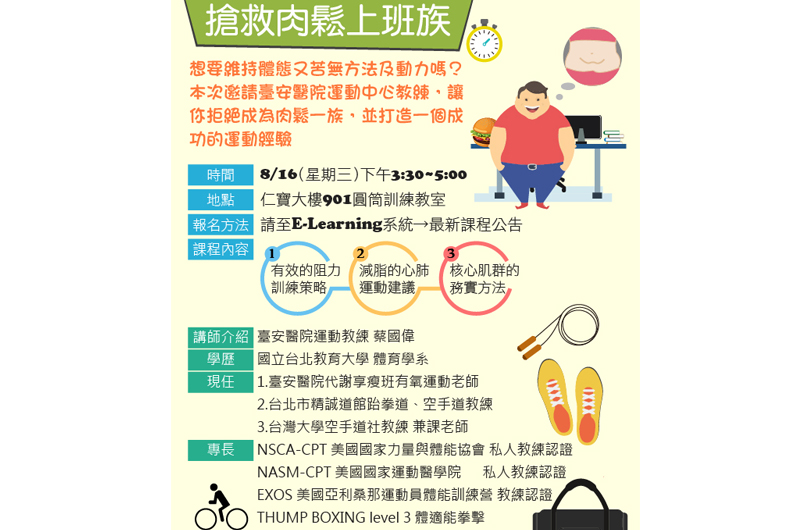 搶救肉鬆上班族
想要維持體態又苦無方法及動力嗎?
本次邀請臺安醫院運動中心教練,讓
你拒絕成為肉鬆一族,並打造一個成
功的運動經驗
時間 8/16(星期三)下午3:30~5:00
地點 仁寶大樓901圓筒訓練教室
報名方法 請至E-Learning系統→最新課程公告
課程內容
1 有效的阻力訓練策略
2 減脂的心肺運動建議
3 核心肌群的務實方法
講師介紹 臺安醫院運動教練 蔡國偉
學歷 國立台北教育大學 體育學系
現任 1.臺安醫院代謝享瘦班有氧運動老師
2.台北市精誠道館跆拳道、空手道教練
3.台灣大學空手道社教練 兼課老師
專長 NSCA-CPT 美國國家力量與體能協會 私人教練認證
NASM-CPT 美國國家運動醫學院 私人教練認證
EXOS 美國亞利桑那運動員體能訓練營 教練認證
THUMP BOXING level 3 體適能拳擊